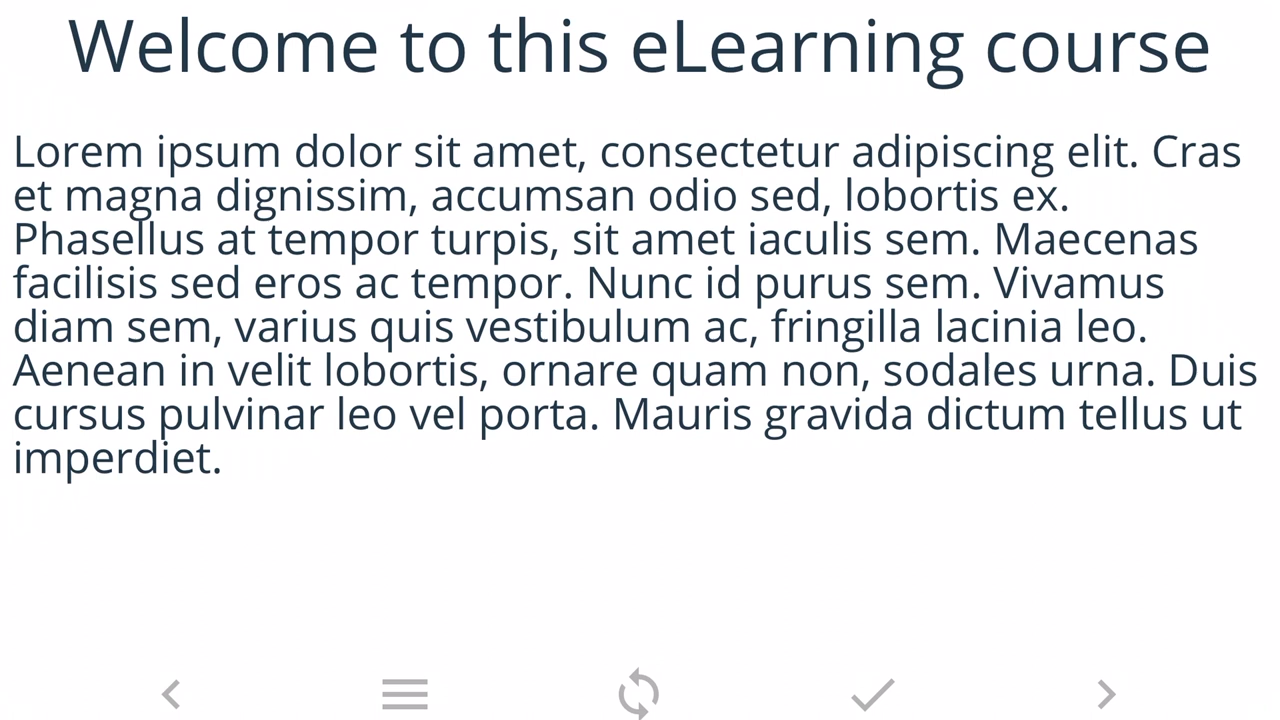 Welcome to this eLearning course
Lorem ipsum dolor sit amet, consectetur adipiscing elit. Cras
et magna dignissim, accumsan odio sed, lobortis ex.
Phasellus at tempor turpis, sit amet iaculis sem. Maecenas
facilisis sed eros ac tempor. Nunc id purus sem. Vivamus
diam sem, varius quis vestibulum ac, fringilla lacinia leo.
Aenean in velit lobortis, ornare quam non, sodales urna. Duis
cursus pulvinar leo vel porta. Mauris gravida dictum tellus ut
imperdiet.